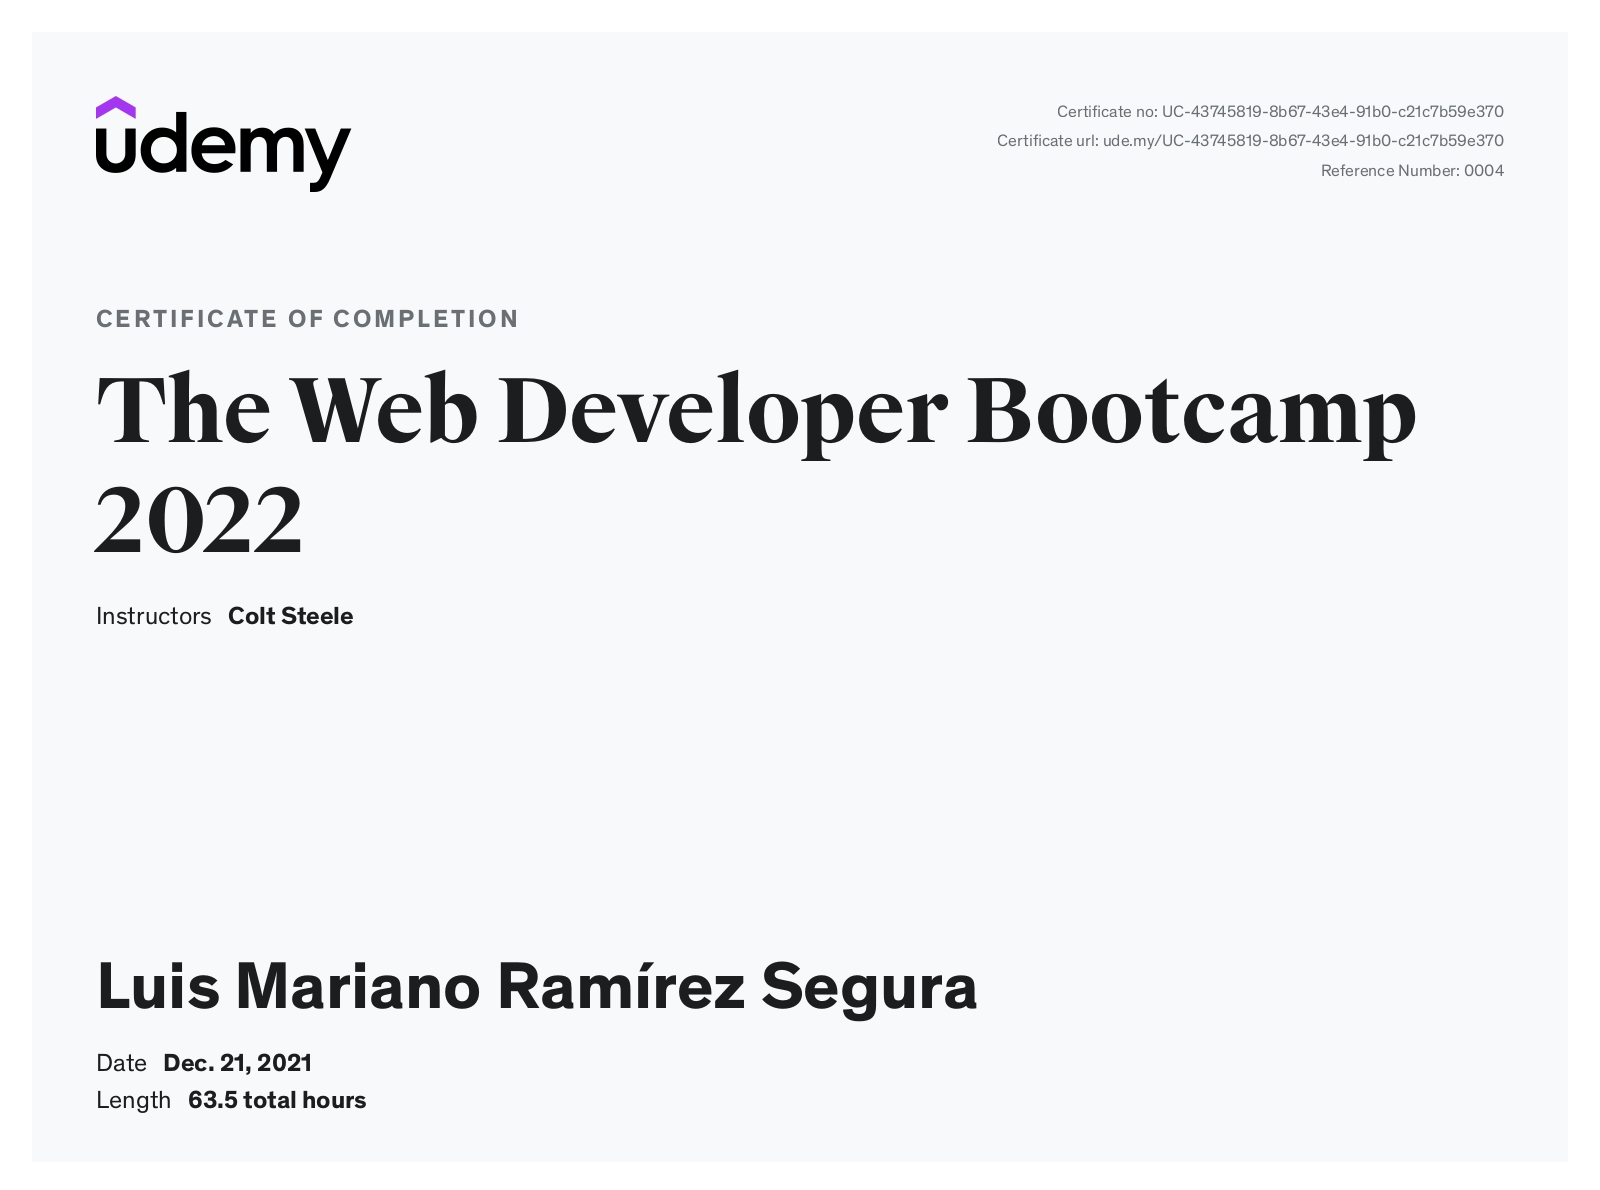 udemy
Certificate no: UC-43745819-8b67-43e4-91b0-c21c7b59e370
Certificate url: ude.my/UC-43745819-8b67-43e4-91b0-c21c7b59e370
Reference Number: 0004
CERTIFICATE OF COMPLETION
The Web Developer Bootcamp
2022
Instructors Colt Steele
Luis Mariano Ramírez Segura
Date Dec. 21, 2021
Length 63.5 total hours